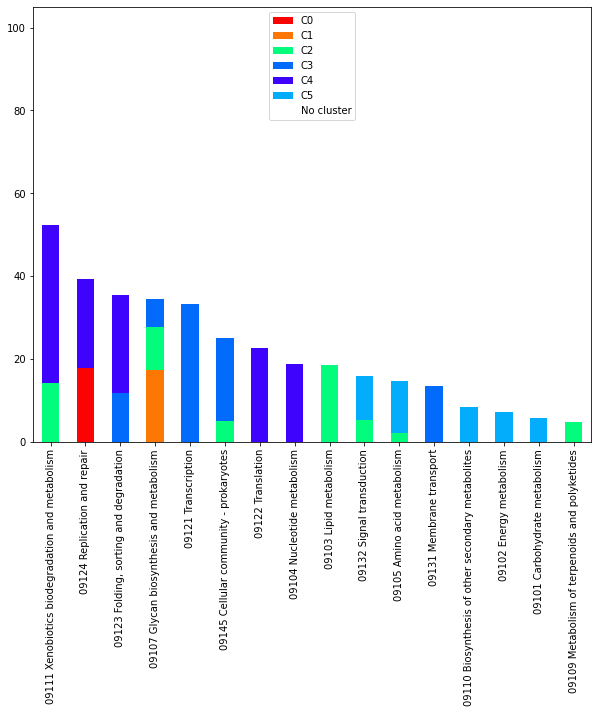 100
80
60
40
20
0
C0
C1
C2
C3
C4
C5
No cluster
09111 Xenobiotics biodegradation and metabolism
09124 Replication and repair
09123 Folding, sorting and degradation
09107 Glycan biosynthesis and metabolism
09121 Transcription
09145 Cellular community - prokaryotes
09122 Translation
09104 Nucleotide metabolism
09103 Lipid metabolism
09132 Signal transduction
09105 Amino acid metabolism
09131 Membrane transport
09110 Biosynthesis of other secondary metabolites
09102 Energy metabolism
09101 Carbohydrate metabolism
09109 Metabolism of terpenoids and polyketides